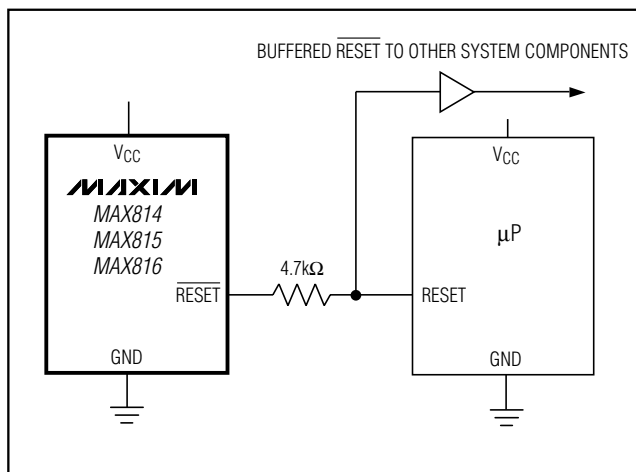 BUFFERED RESET TO OTHER SYSTEM COMPONENTS
VCC
MAXIM
MAX814
MAX815
MAX816
RESET
GND
4.7kΩ
VCC
μP
RESET
GND